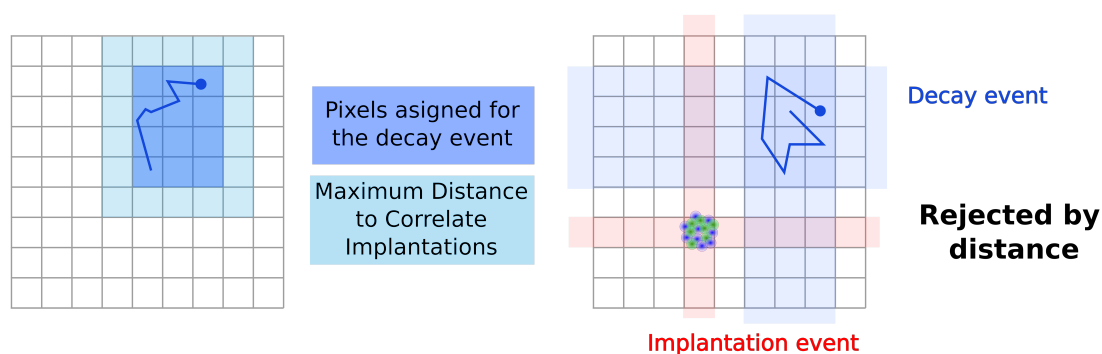 Pixels asigned for
the decay event
Maximum Distance
to Correlate
Implantations
Decay event
Rejected by
distance
Implantation event